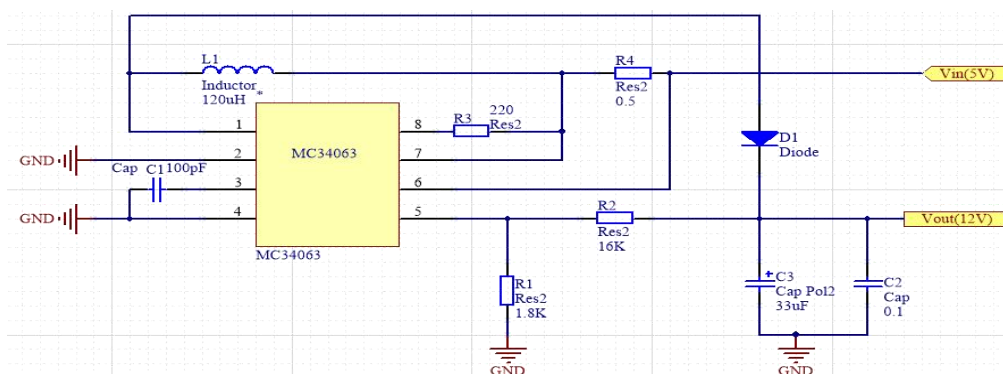 L1
Inductor
120uH
*
R4
Res2
0.5
Vin(5V)
220
R3
Res2
1
8
MC34063
D1
Diode
GND
2
7
Cap
C1
100pF
3
6
GND
4
5
R2
Res2
16K
Vout(12V)
MC34063
R1
Res2
1.8K
+
C3
Cap Pol2
33uF
C2
Cap
0.1
GND
GND